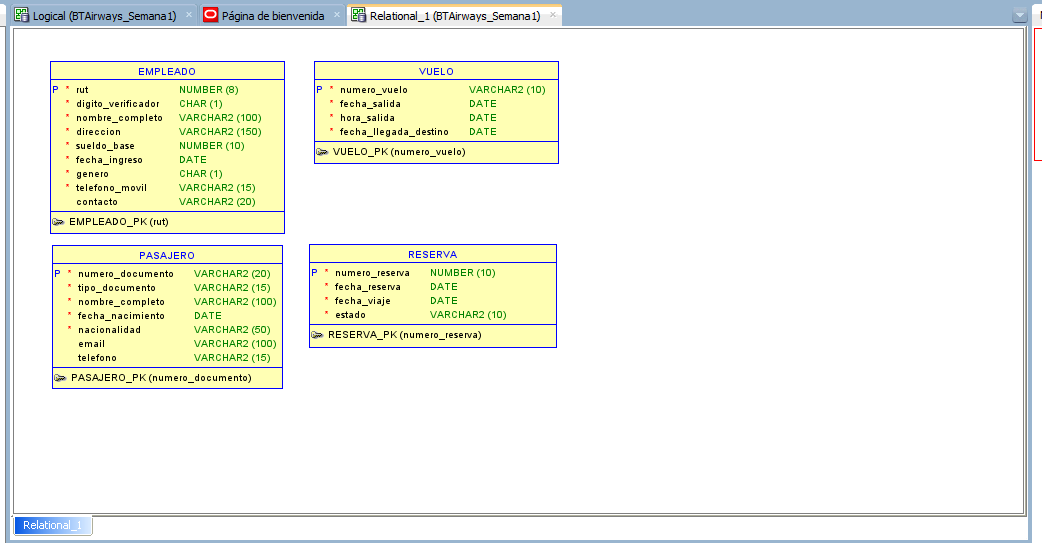 Logical (BTAirways_Semana1)
Página de bienvenida
Relational_1 (BTAirways_Semana1)
EMPLEADO
P * rut NUMBER (8)
* digito_verificador CHAR (1)
* nombre_completo VARCHAR2 (100)
* direccion VARCHAR2 (150)
* sueldo_base NUMBER (10)
* fecha_ingreso DATE
* genero CHAR (1)
* telefono_movil VARCHAR2 (15)
contacto VARCHAR2 (20)
EMPLEADO_PK (rut)
VUELO
P * numero_vuelo VARCHAR2 (10)
* fecha_salida DATE
* hora_salida DATE
* fecha_llegada_destino DATE
VUELO_PK (numero_vuelo)
PASAJERO
P * numero_documento VARCHAR2 (20)
* tipo_documento VARCHAR2 (15)
* nombre_completo VARCHAR2 (100)
* fecha_nacimiento DATE
* nacionalidad VARCHAR2 (50)
email VARCHAR2 (100)
telefono VARCHAR2 (15)
PASAJERO_PK (numero_documento)
RESERVA
P * numero_reserva NUMBER (10)
* fecha_reserva DATE
* fecha_viaje DATE
* estado VARCHAR2 (10)
RESERVA_PK (numero_reserva)
Relational_1